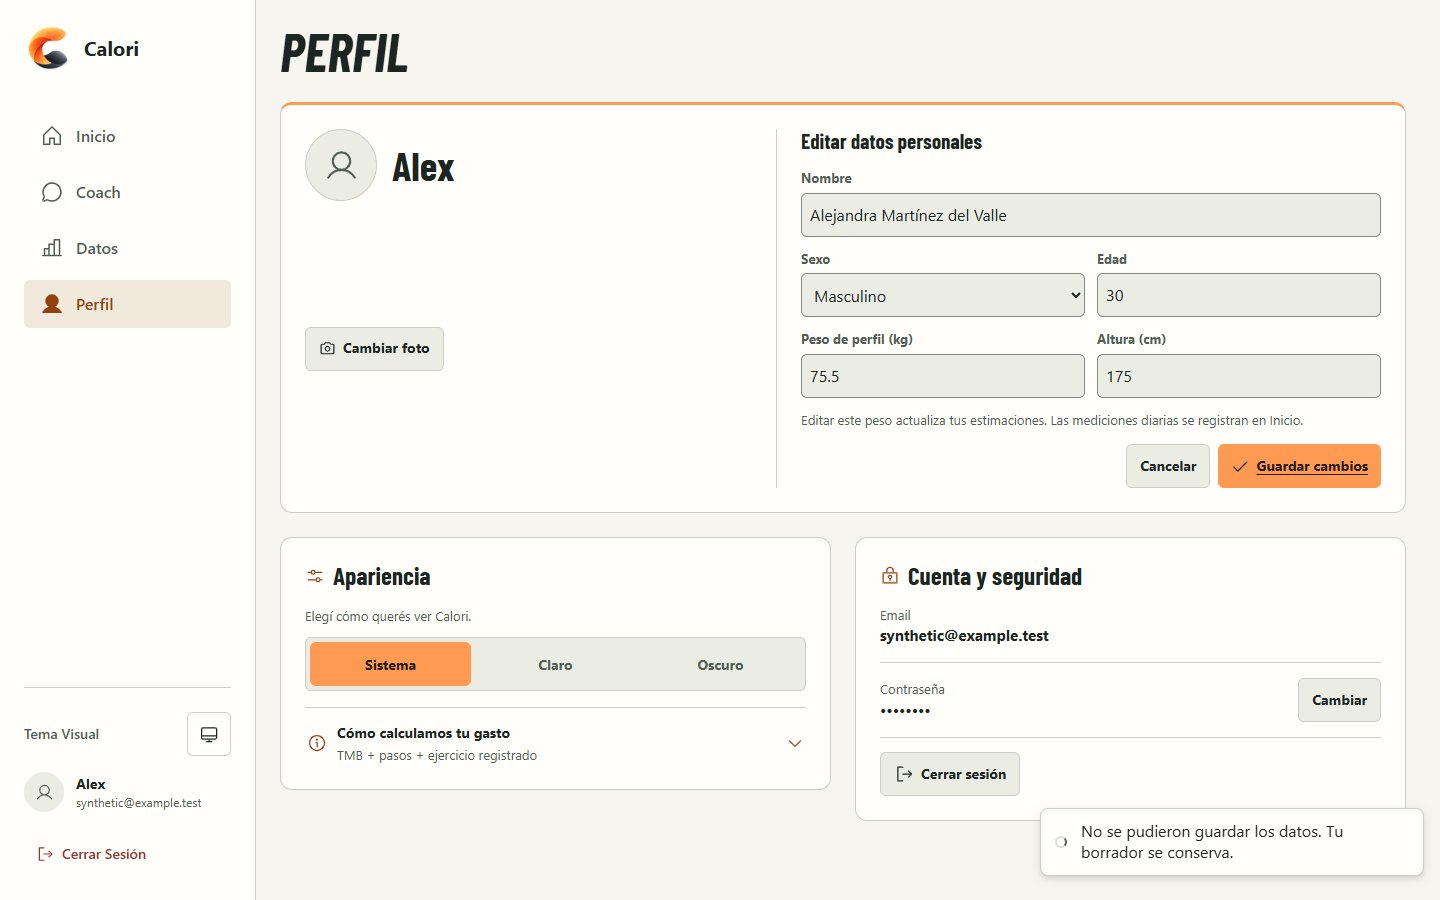 Calori
Inicio
Coach
Datos
Perfil
Tema Visual
Alex
synthetic@example.test
Cerrar Sesión
PERFIL
Alex
Cambiar foto
Editar datos personales
Nombre
Alejandra Martínez del Valle
Sexo
Edad
Masculino
30
Peso de perfil (kg)
Altura (cm)
75.5
175
Editar este peso actualiza tus estimaciones. Las mediciones diarias se registran en Inicio.
Cancelar
Guardar cambios
Apariencia
Elegí cómo querés ver Calori.
Sistema
Claro
Oscuro
Cómo calculamos tu gasto
TMB + pasos + ejercicio registrado
Cuenta y seguridad
Email
synthetic@example.test
Contraseña
••••••••
Cambiar
Cerrar sesión
No se pudieron guardar los datos. Tu
borrador se conserva.